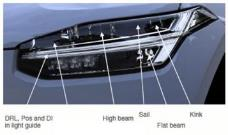 DRL, Pos and DI
in light guide
High beam
Sail
Flat beam
Kink